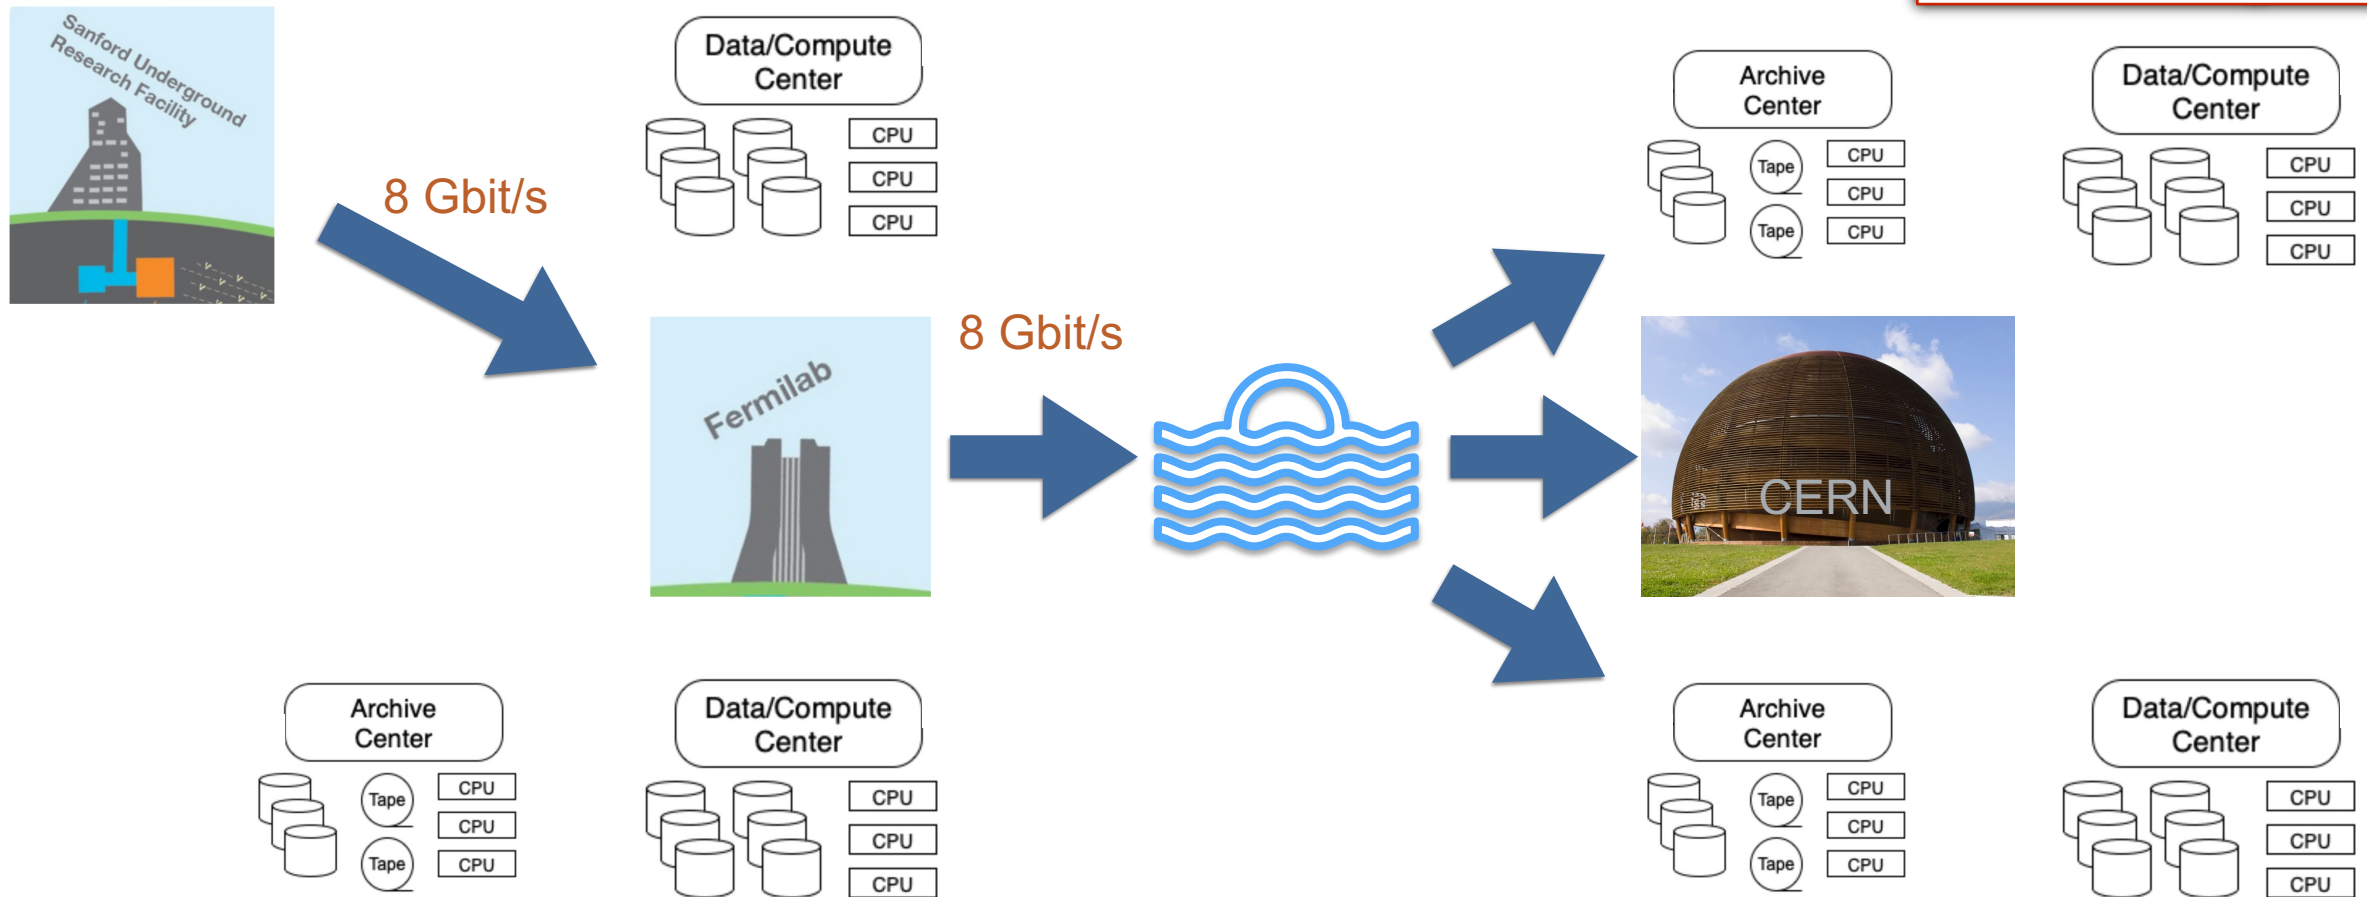 Sanford Underground
Research Facility
8 Gbit/s
Data/Compute
Center
CPU
CPU
CPU
Archive
Center
Tape
Tape
CPU
CPU
CPU
Data/Compute
Center
CPU
CPU
CPU
Fermilab
8 Gbit/s
CERN
Archive
Center
Tape
Tape
CPU
CPU
CPU
Data/Compute
Center
CPU
CPU
CPU
Archive
Center
Tape
Tape
CPU
CPU
CPU
Data/Compute
Center
CPU
CPU
CPU